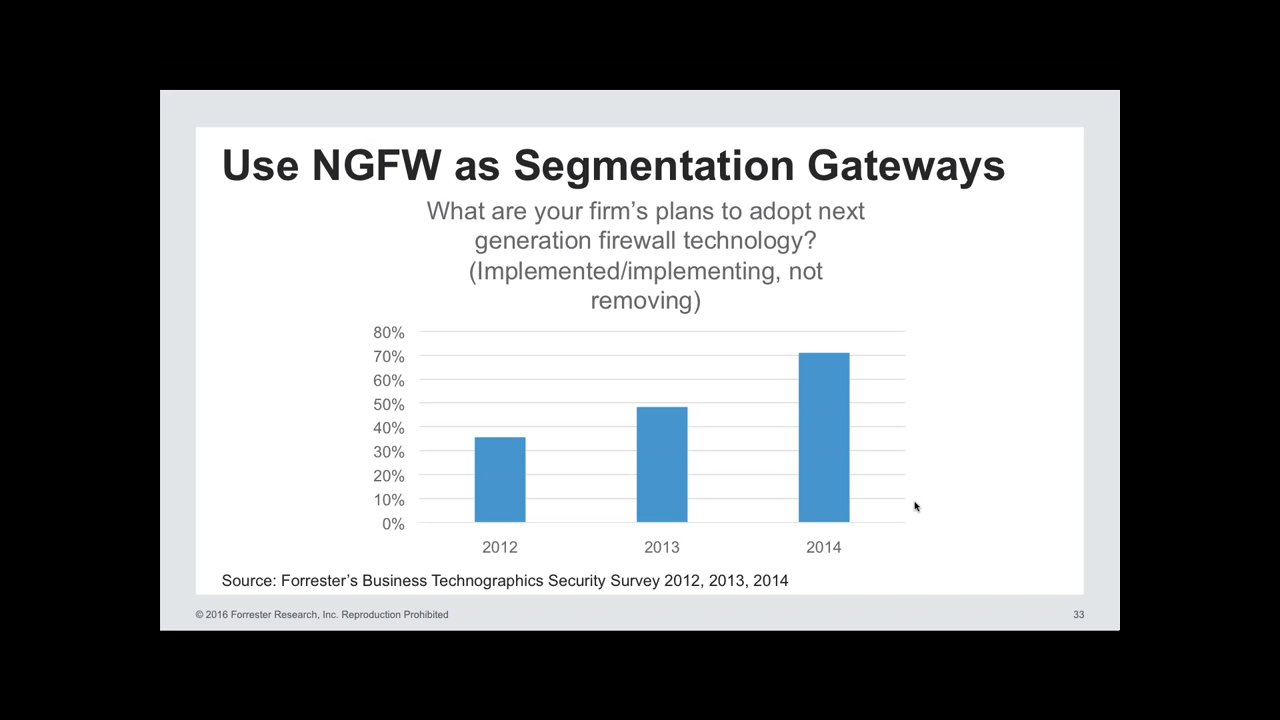 Use NGFW as Segmentation Gateways
What are your firm’s plans to adopt next
generation firewall technology?
(Implemented/implementing, not
removing)
80%
70%
60%
50%
40%
30%
20%
10%
0%
2012 2013 2014
Source: Forrester’s Business Technographics Security Survey 2012, 2013, 2014
© 2016 Forrester Research, Inc. Reproduction Prohibited 33